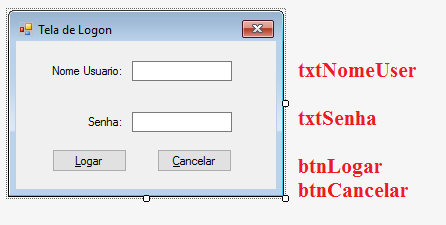 Tela de Logon
Nome Usuario: txtNomeUser
Senha: txtSenha
Logar Cancelar btnLogar
btnCancelar